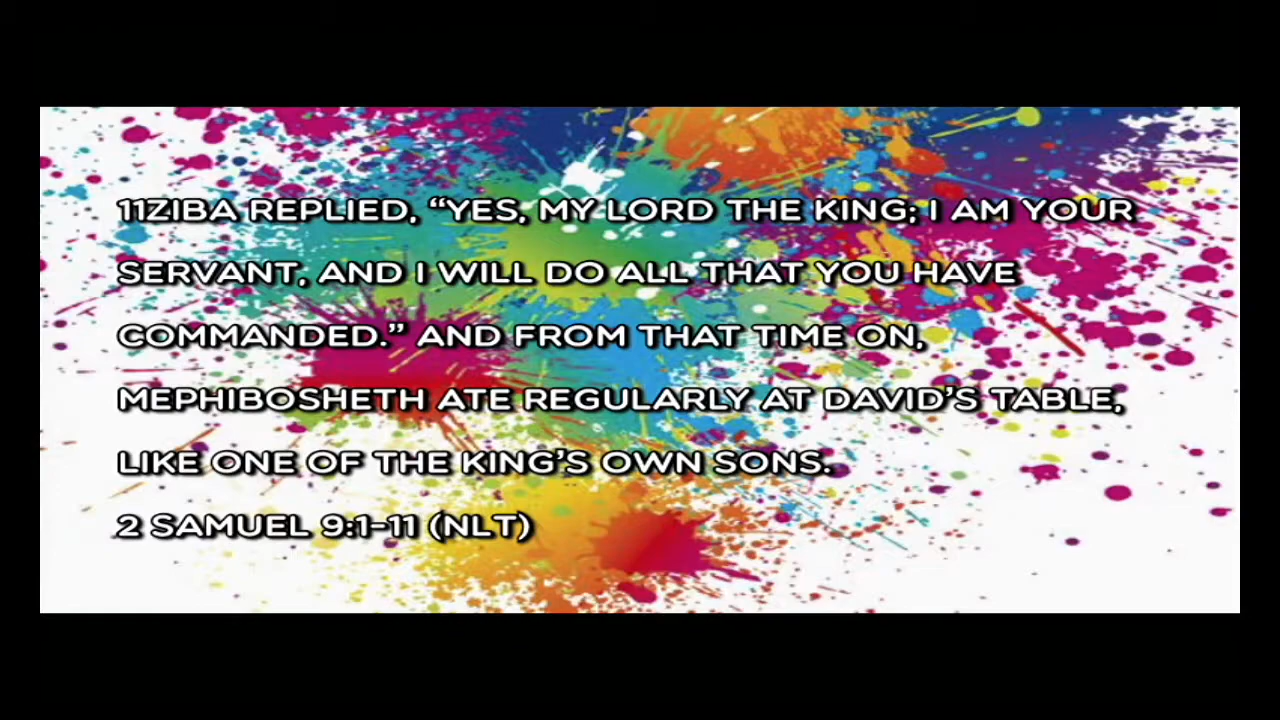 11ZIBA REPLIED, “YES, MY LORD THE KING; I AM YOUR
SERVANT, AND I WILL DO ALL THAT YOU HAVE
COMMANDED.” AND FROM THAT TIME ON,
MEPHIBOSHETH ATE REGULARLY AT DAVID’S TABLE,
LIKE ONE OF THE KING’S OWN SONS.
2 SAMUEL 9:1-11 (NLT)